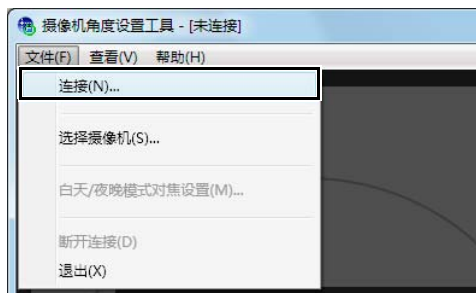 摄像机角度设置工具 - [未连接]
文件(F) 查看(V) 帮助(H)
连接(N)...
选择摄像机(S)...
白天/夜晚模式对焦设置(M)...
断开连接(D)
退出(X)